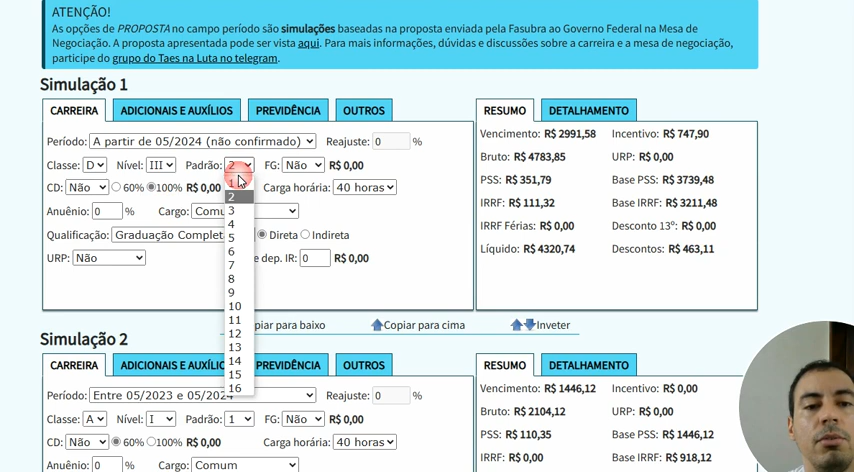 ATENÇÃO!
As opções de PROPOSTA no campo período são simulações baseadas na proposta enviada pela Fasubra ao Governo Federal na Mesa de
Negociação. A proposta apresentada pode ser vista aqui. Para mais informações, dúvidas e discussões sobre a carreira e a mesa de negociação,
participe do grupo do Taes na Luta no telegram.
Simulação 1
CARREIRA ADICIONAIS E AUXÍLIOS PREVIDÊNCIA OUTROS
Período: A partir de 05/2024 (não confirmado) Reajuste: 0 %
Classe: D Nível: III Padrão: 2 FG: Não R$ 0,00
CD: Não 60% 100% R$ 0,00 Carga horária: 40 horas
Anuênio: 0 % Cargo: Comu
Qualificação: Graduação Complet Direta Indireta
URP: Não e dep. IR: 0 R$ 0,00
1
2
3
4
5
6
7
8
9
10
11
12
13
14
15
16
RESUMO DETALHAMENTO
Vencimento: R$ 2991,58 Incentivo: R$ 747,90
Bruto: R$ 4783,85 URP: R$ 0,00
PSS: R$ 351,79 Base PSS: R$ 3739,48
IRRF: R$ 111,32 Base IRRF: R$ 3211,48
IRRF Férias: R$ 0,00 Desconto 13º: R$ 0,00
Líquido: R$ 4320,74 Descontos: R$ 463,11
piar para baixo Copiar para cima Inveter
Simulação 2
CARREIRA ADICIONAIS E AUXÍLIO PREVIDÊNCIA OUTROS
Período: Entre 05/2023 e 05/2024 Reajuste: 0 %
Classe: A Nível: I Padrão: 1 FG: Não R$ 0,00
CD: Não 60% 100% R$ 0,00 Carga horária: 40 horas
Anuênio: 0 % Cargo: Comum
RESUMO DETALHAMENTO
Vencimento: R$ 1446,12 Incentivo: R$ 0,00
Bruto: R$ 2104,12 URP: R$ 0,00
PSS: R$ 110,35 Base PSS: R$ 1446,12
IRRF: R$ 0,00 Base IRRF: R$ 918,12